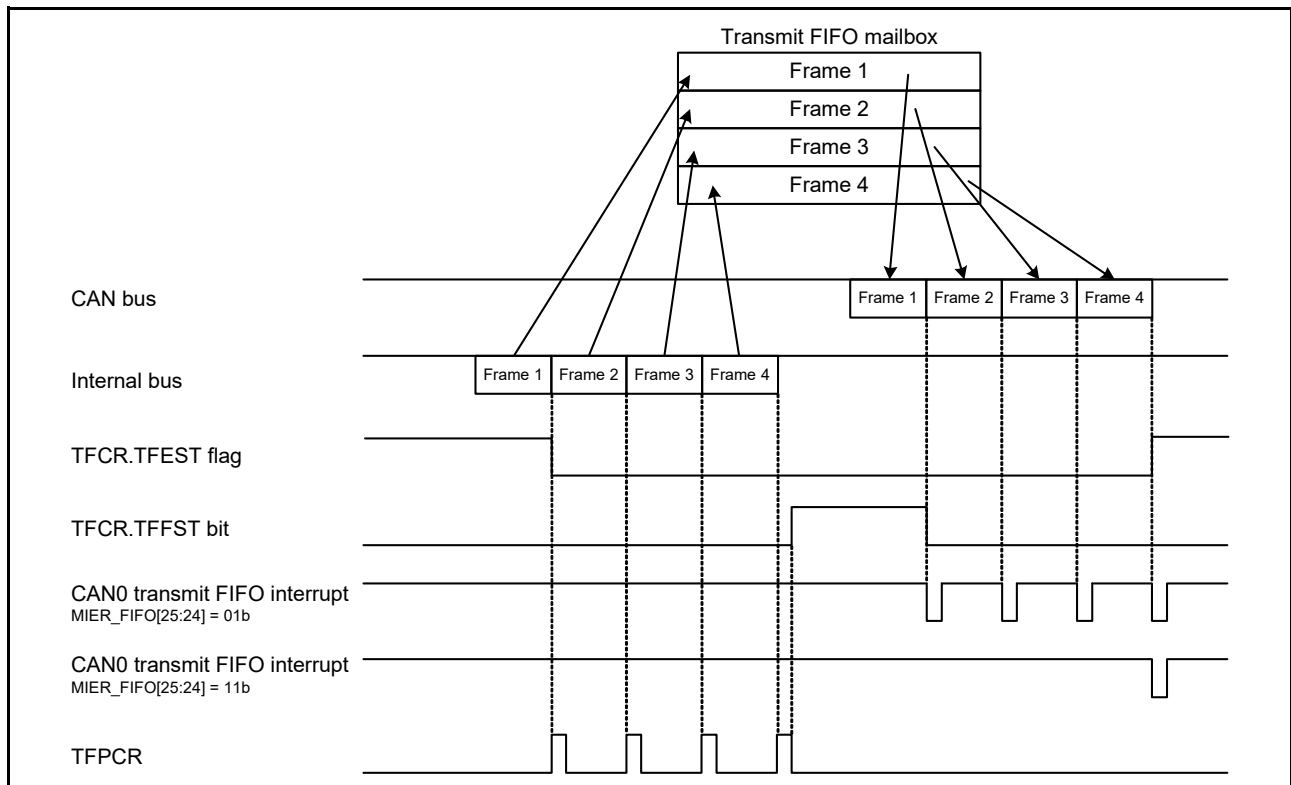 Transmit FIFO mailbox
Frame 1
Frame 2
Frame 3
Frame 4
CAN bus
Frame 1 Frame 2 Frame 3 Frame 4
Internal bus
Frame 1 Frame 2 Frame 3 Frame 4
TFCR.TFEST flag
TFCR.TFFST bit
CAN0 transmit FIFO interrupt
MIER_FIFO[25:24] = 01b
CAN0 transmit FIFO interrupt
MIER_FIFO[25:24] = 11b
TFPCR